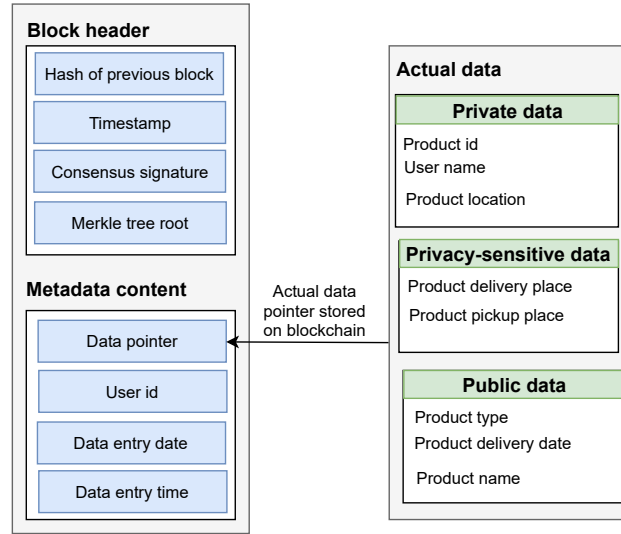 Block header
Hash of previous block
Timestamp
Consensus signature
Merkle tree root
Metadata content
Data pointer
User id
Data entry date
Data entry time
Actual data
pointer stored
on blockchain
Actual data
Private data
Product id
User name
Product location
Privacy-sensitive data
Product delivery place
Product pickup place
Public data
Product type
Product delivery date
Product name